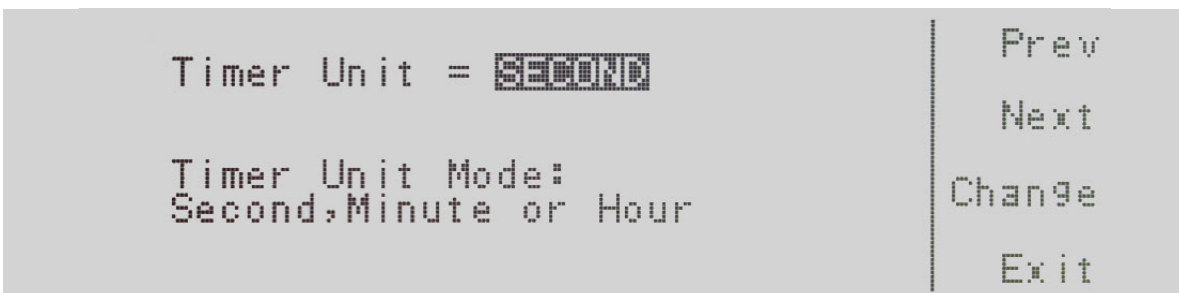 Timer Unit = SECOND
Timer Unit Mode:
Second,Minute or Hour
Prev
Next
Change
Exit